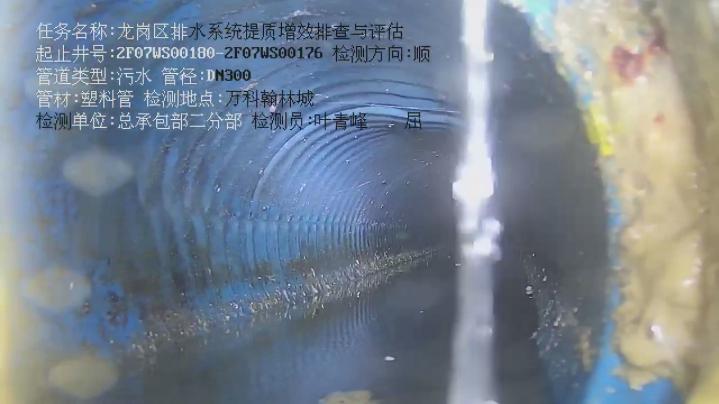 任务名称:龙岗区排水系统提质增效排查与评估
起止井号:2F07WS00180-2F07WS00176 检测方向:顺
管道类型:污水 管径:DN300
管材:塑料管 检测地点:万科翰林城
检测单位:总承包部二分部 检测员:叶青峰 屈